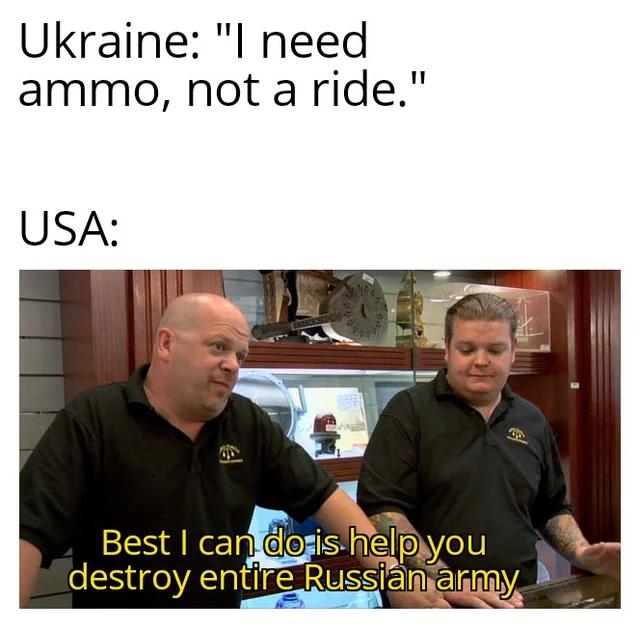 Ukraine: "I need
ammo, not a ride."
USA:
Best I can do is help you
destroy entire Russian army